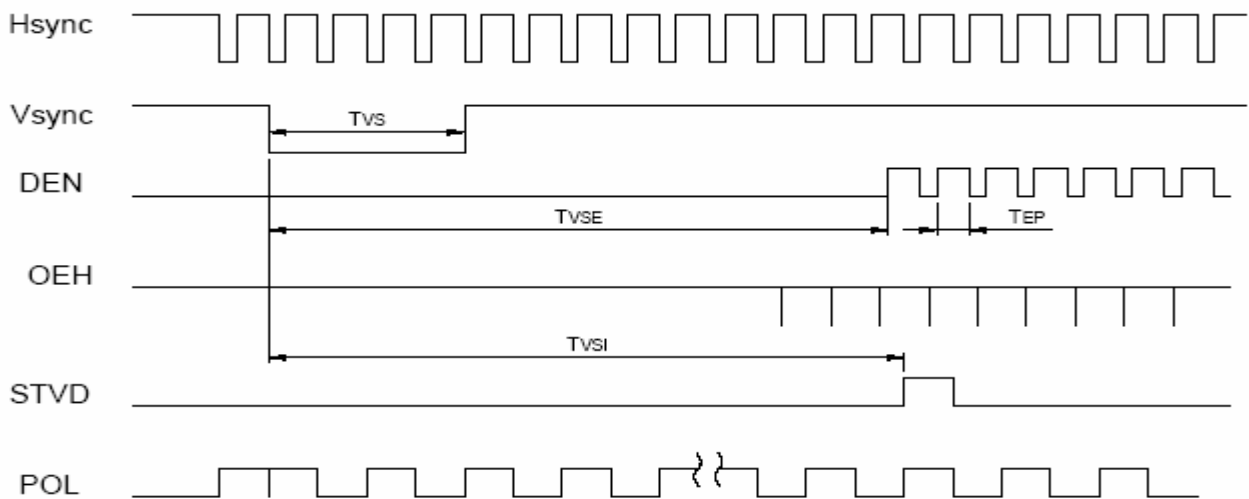 Hsync
Vsync
TVS
DEN
TVSE
TEP
OEH
TVSI
STVD
POL